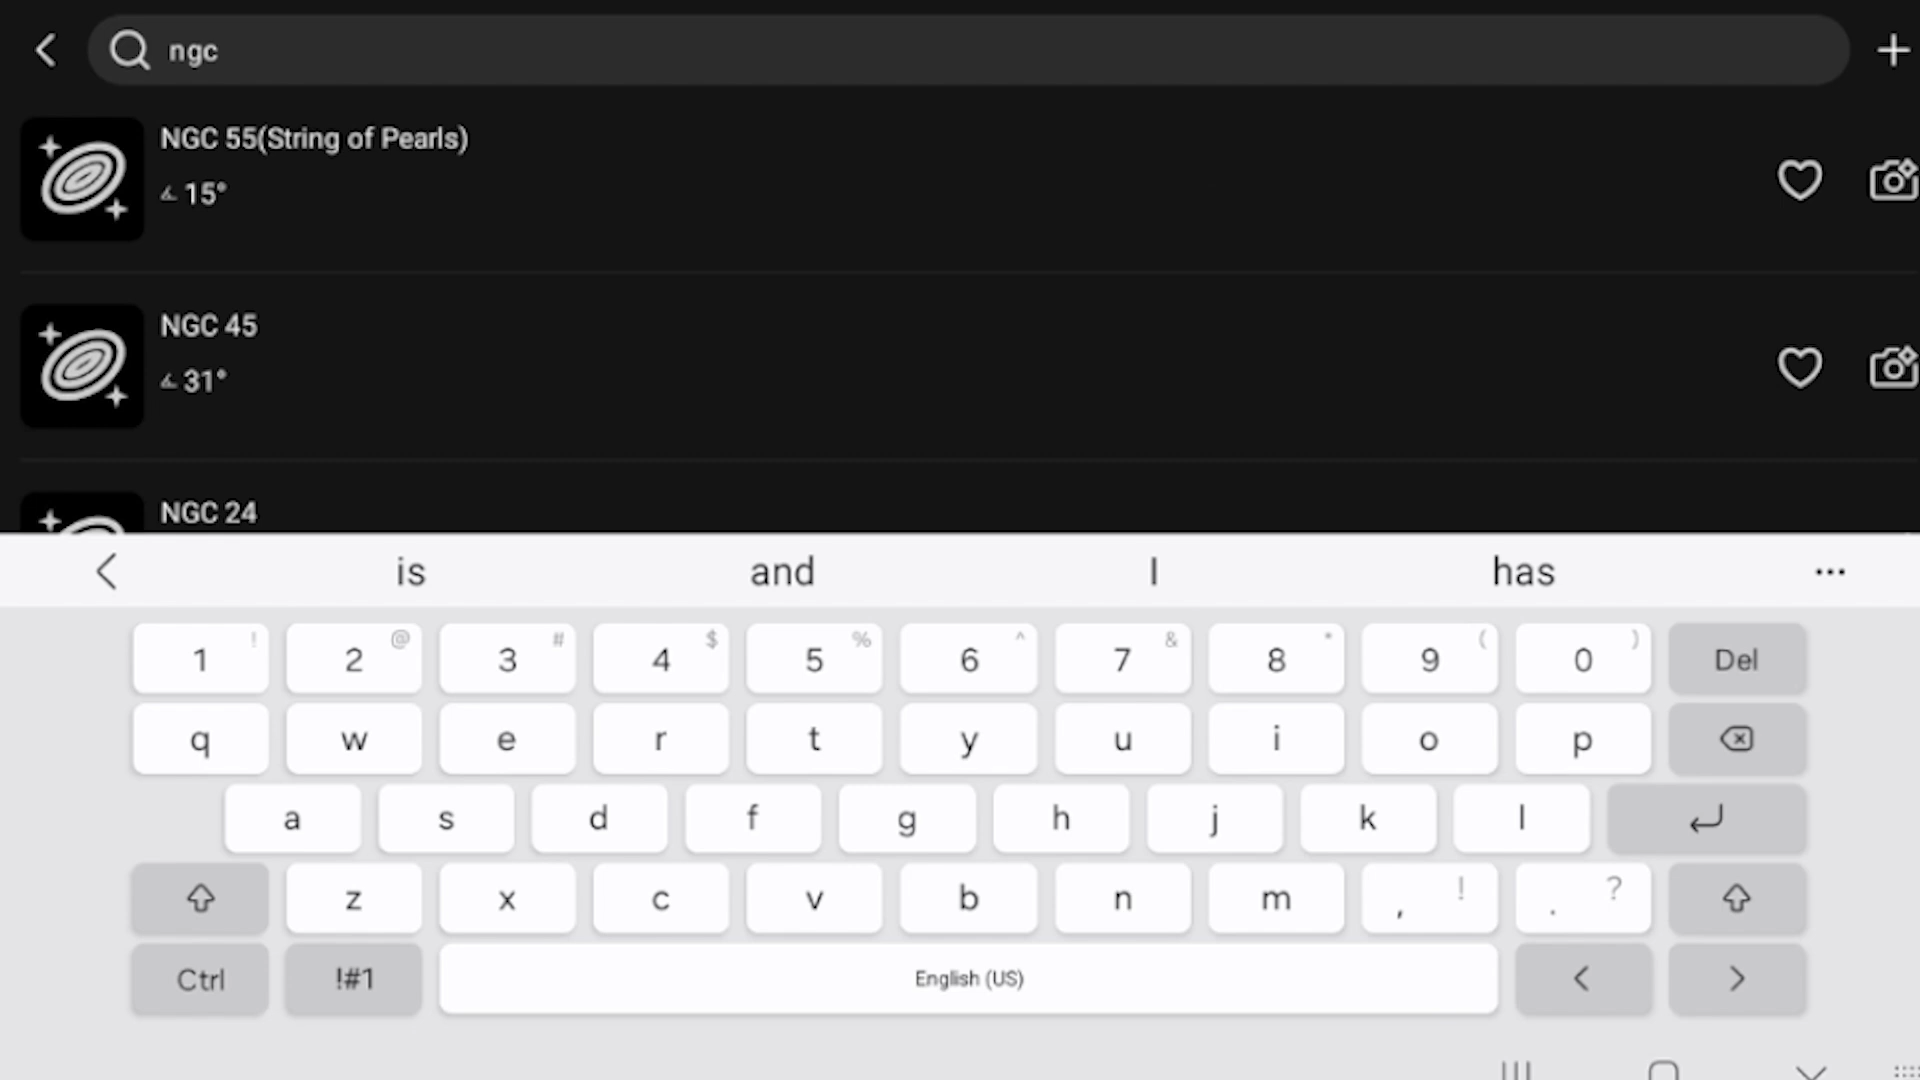 ngc
NGC 55(String of Pearls)
15°
NGC 45
31°
NGC 24
is and I has ...
1 ! 2 @ 3 # 4 $ 5 % 6 ^ 7 & 8 * 9 ( 0 ) Del
q w e r t y u i o p
a s d f g h j k l
z x c v b n m , ! . ?
Ctrl !#1 English (US) < >